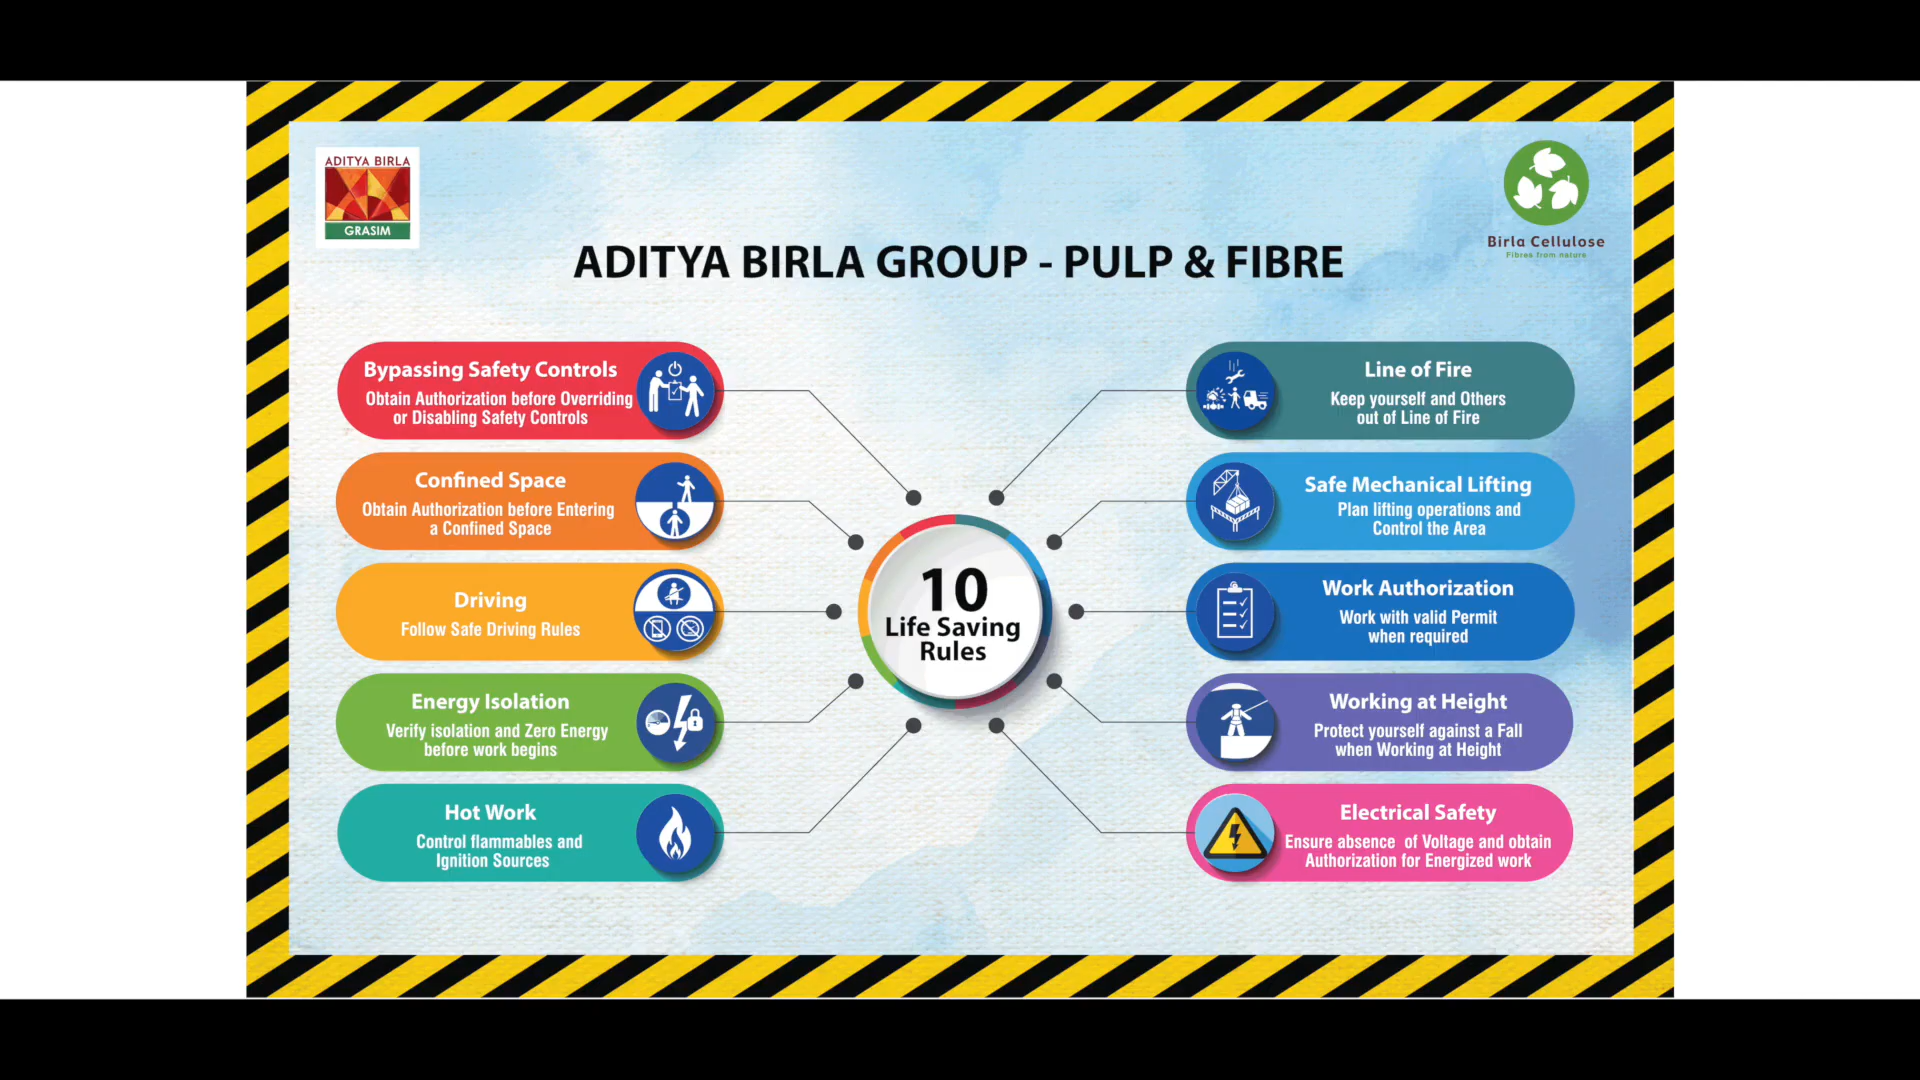 ADITYA BIRLA
GRASIM
Birla Cellulose
Fibres from nature
ADITYA BIRLA GROUP - PULP & FIBRE
Bypassing Safety Controls
Obtain Authorization before Overriding
or Disabling Safety Controls
Confined Space
Obtain Authorization before Entering
a Confined Space
Driving
Follow Safe Driving Rules
Energy Isolation
Verify isolation and Zero Energy
before work begins
Hot Work
Control flammables and
Ignition Sources
10
Life Saving
Rules
Line of Fire
Keep yourself and Others
out of Line of Fire
Safe Mechanical Lifting
Plan lifting operations and
Control the Area
Work Authorization
Work with valid Permit
when required
Working at Height
Protect yourself against a Fall
when Working at Height
Electrical Safety
Ensure absence of Voltage and obtain
Authorization for Energized work